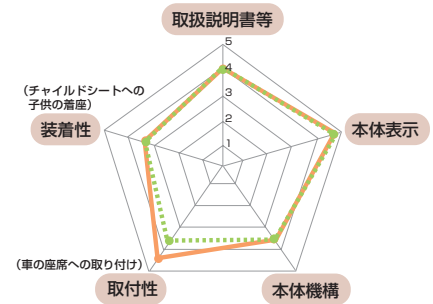 取扱説明書等
5
4
3
2
1
(チャイルドシートへの
子供の着座)
装着性
本体表示
(車の座席への取り付け)
取付性
本体機構